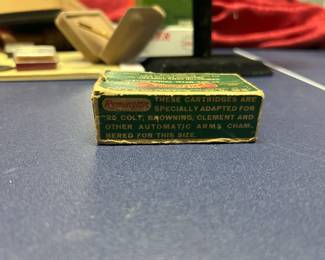 Remington
THESE CARTRIDGES ARE
SPECIALLY ADAPTED FOR
25 COLT, BROWNING, CLEMENT AND
OTHER AUTOMATIC ARMS CHAM-
BERED FOR THIS SIZE.